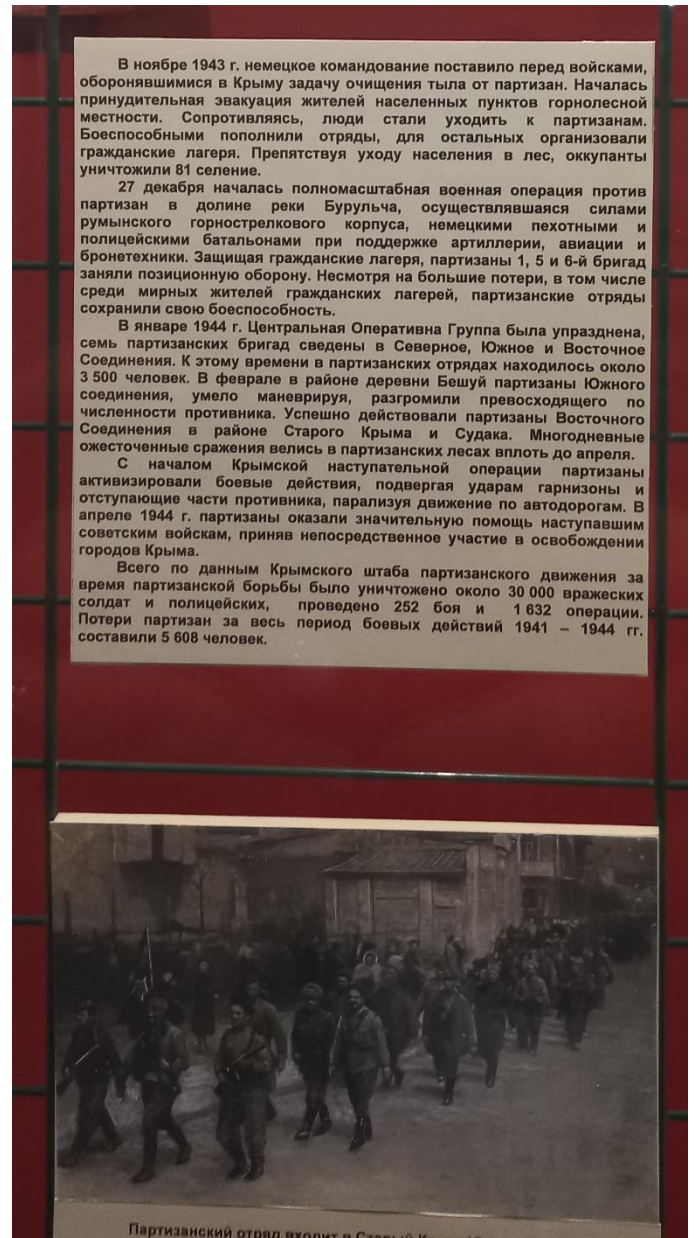 В ноябре 1943 г. немецкое командование поставило перед войсками,
оборонявшимися в Крыму задачу очищения тыла от партизан. Началась
принудительная эвакуация жителей населенных пунктов горнолесной
местности. Сопротивляясь, люди стали уходить к партизанам.
Боеспособными пополнили отряды, для остальных организовали
гражданские лагеря. Препятствуя уходу населения в лес, оккупанты
уничтожили 81 селение.
27 декабря началась полномасштабная военная операция против
партизан в долине реки Бурульча, осуществлявшаяся силами
румынского горнострелкового корпуса, немецкими пехотными и
полицейскими батальонами при поддержке артиллерии, авиации и
бронетехники. Защищая гражданские лагеря, партизаны 1, 5 и 6-й бригад
заняли позиционную оборону. Несмотря на большие потери, в том числе
среди мирных жителей гражданских лагерей, партизанские отряды
сохранили свою боеспособность.
В январе 1944 г. Центральная Оперативна Группа была упразднена,
семь партизанских бригад сведены в Северное, Южное и Восточное
Соединения. К этому времени в партизанских отрядах находилось около
3 500 человек. В феврале в районе деревни Бешуй партизаны Южного
соединения, умело маневрируя, разгромили превосходящего по
численности противника. Успешно действовали партизаны Восточного
Соединения в районе Старого Крыма и Судака. Многодневные
ожесточенные сражения велись в партизанских лесах вплоть до апреля.
С началом Крымской наступательной операции партизаны
активизировали боевые действия, подвергая ударам гарнизоны и
отступающие части противника, парализуя движение по автодорогам. В
апреле 1944 г. партизаны оказали значительную помощь наступавшим
советским войскам, приняв непосредственное участие в освобождении
городов Крыма.
Всего по данным Крымского штаба партизанского движения за
время партизанской борьбы было уничтожено около 30 000 вражеских
солдат и полицейских, проведено 252 боя и 1 632 операции.
Потери партизан за весь период боевых действий 1941 – 1944 гг.
составили 5 608 человек.
Партизанский отряд входит в Старый